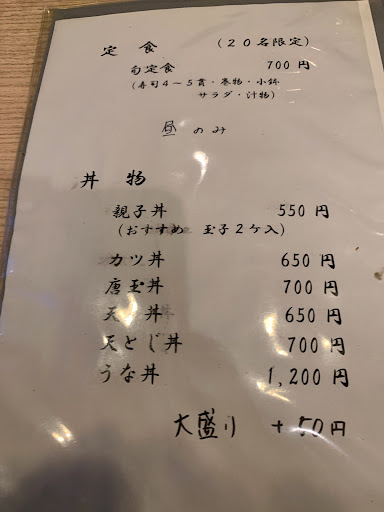 定 食 (20名限定)
旬定食 700円
(寿司4～5貫・巻物・小鉢
サラダ・汁物)
昼のみ
丼 物
親子丼 550円
(おすすめ 玉子2ケ入)
カツ丼 650円
唐玉丼 700円
天丼 650円
天とじ丼 700円
うな丼 1,200円
大盛り +50円